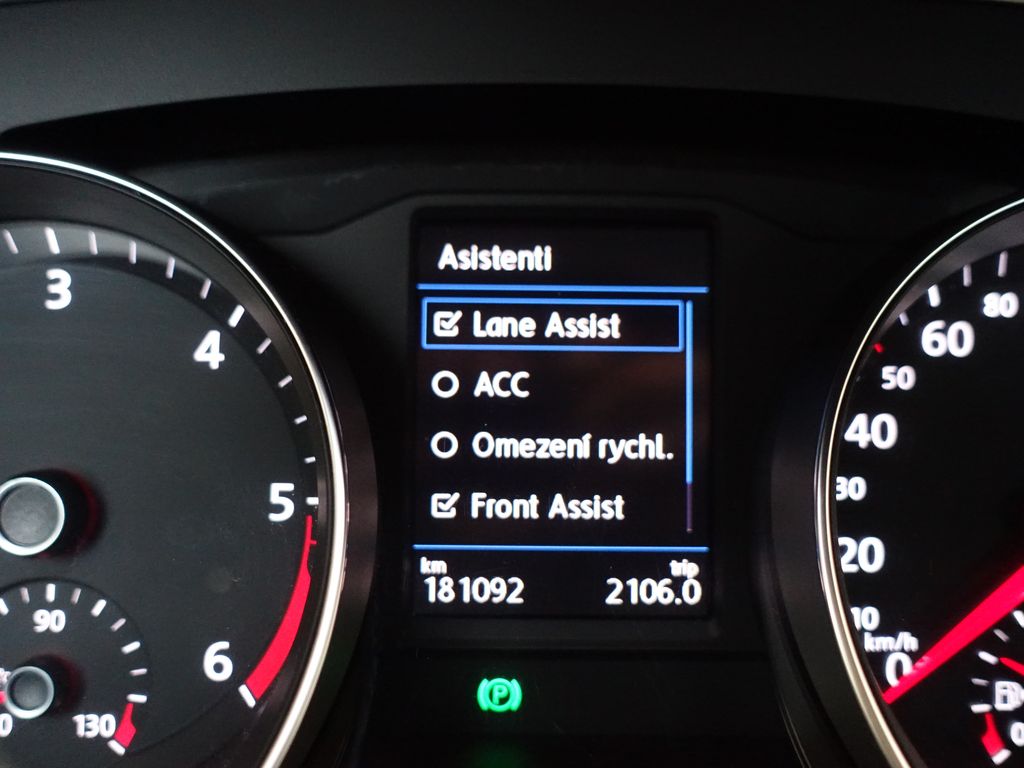 Asistenti
Lane Assist
ACC
Omezení rychl.
Front Assist
km
trip
181092
2106.0
3
4
5
6
90
130
80
60
50
40
30
20
10
km/h
0
P
0